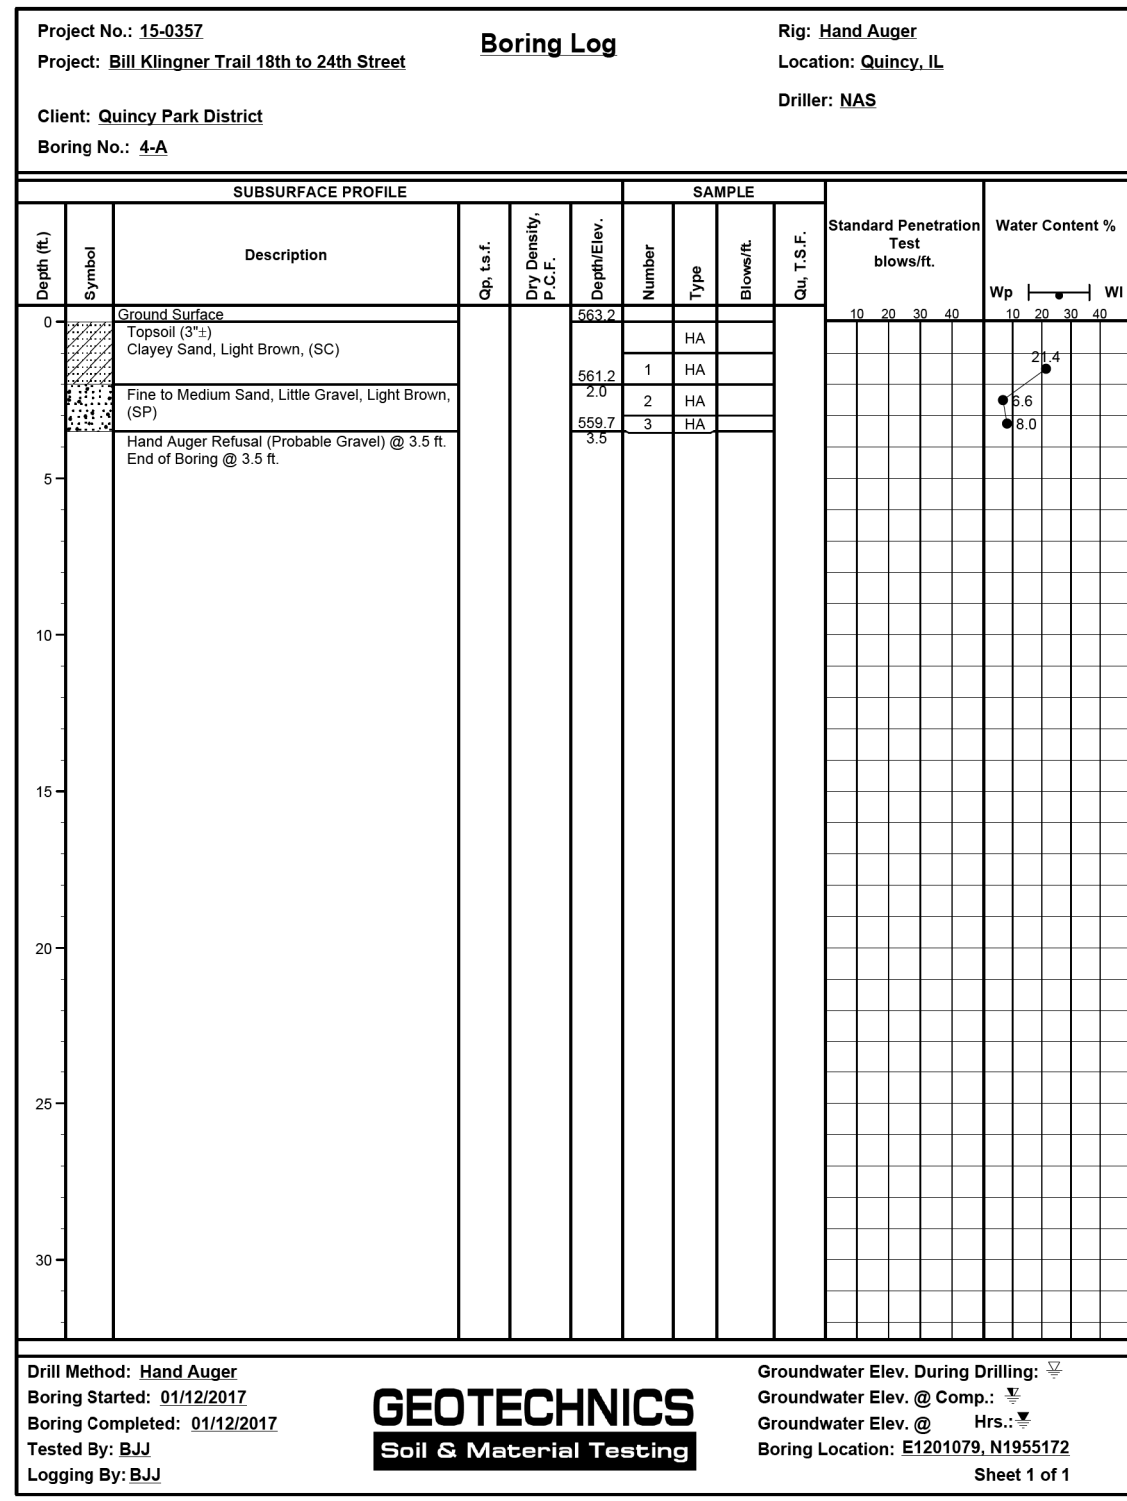 Project No.: 15-0357
Project: Bill Klingner Trail 18th to 24th Street
Client: Quincy Park District
Boring No.: 4-A
Boring Log
Rig: Hand Auger
Location: Quincy, IL
Driller: NAS
SUBSURFACE PROFILE
SAMPLE
Depth (ft.)
Symbol
Description
Qp, t.s.f.
Dry Density,
P.C.F.
Depth/Elev.
Number
Type
Blows/ft.
Qu, T.S.F.
Standard Penetration
Test
blows/ft.
Water Content %
Wp Wl
10 20 30 40
10 20 30 40
Ground Surface
563.2
0
Topsoil (3"±)
Clayey Sand, Light Brown, (SC)
HA
21.4
561.2
1 HA
2.0
Fine to Medium Sand, Little Gravel, Light Brown,
(SP)
2 HA
6.6
559.7
3 HA
8.0
3.5
Hand Auger Refusal (Probable Gravel) @ 3.5 ft.
End of Boring @ 3.5 ft.
5
10
15
20
25
30
Drill Method: Hand Auger
Boring Started: 01/12/2017
Boring Completed: 01/12/2017
Tested By: BJJ
Logging By: BJJ
GEOTECHNICS
Soil & Material Testing
Groundwater Elev. During Drilling:
Groundwater Elev. @ Comp.:
Groundwater Elev. @ Hrs.:
Boring Location: E1201079, N1955172
Sheet 1 of 1